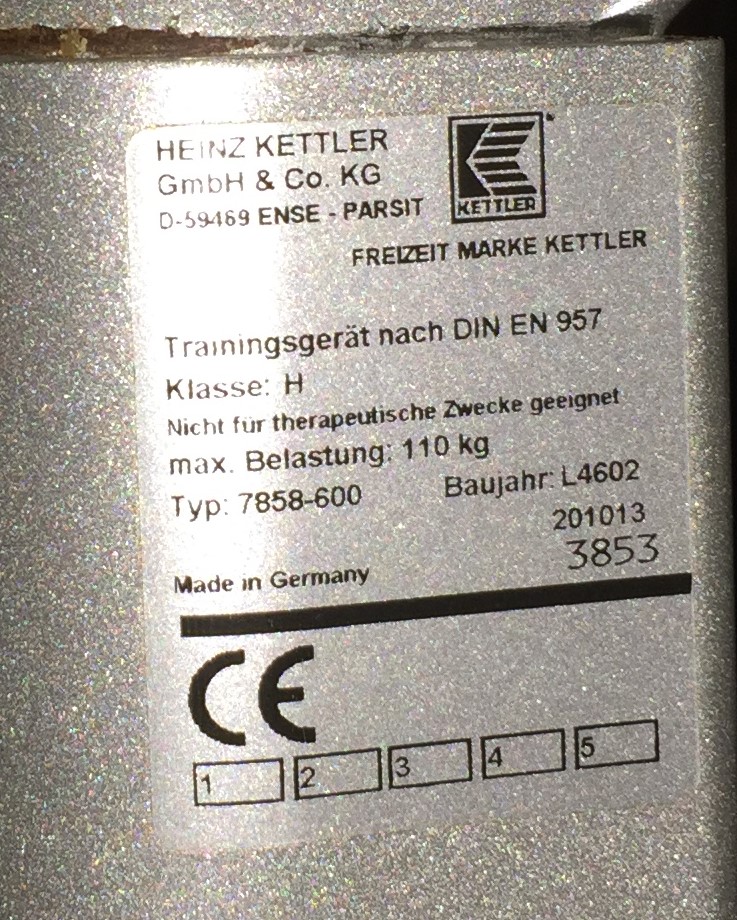 HEINZ KETTLER
GmbH & Co. KG
D-59469 ENSE - PARSIT
KETTLER
FREIZEIT MARKE KETTLER
Trainingsgerät nach DIN EN 957
Klasse: H
Nicht für therapeutische Zwecke geeignet
max. Belastung: 110 kg
Typ: 7858-600 Baujahr: L4602
201013
3853
Made in Germany
CE
1 2 3 4 5